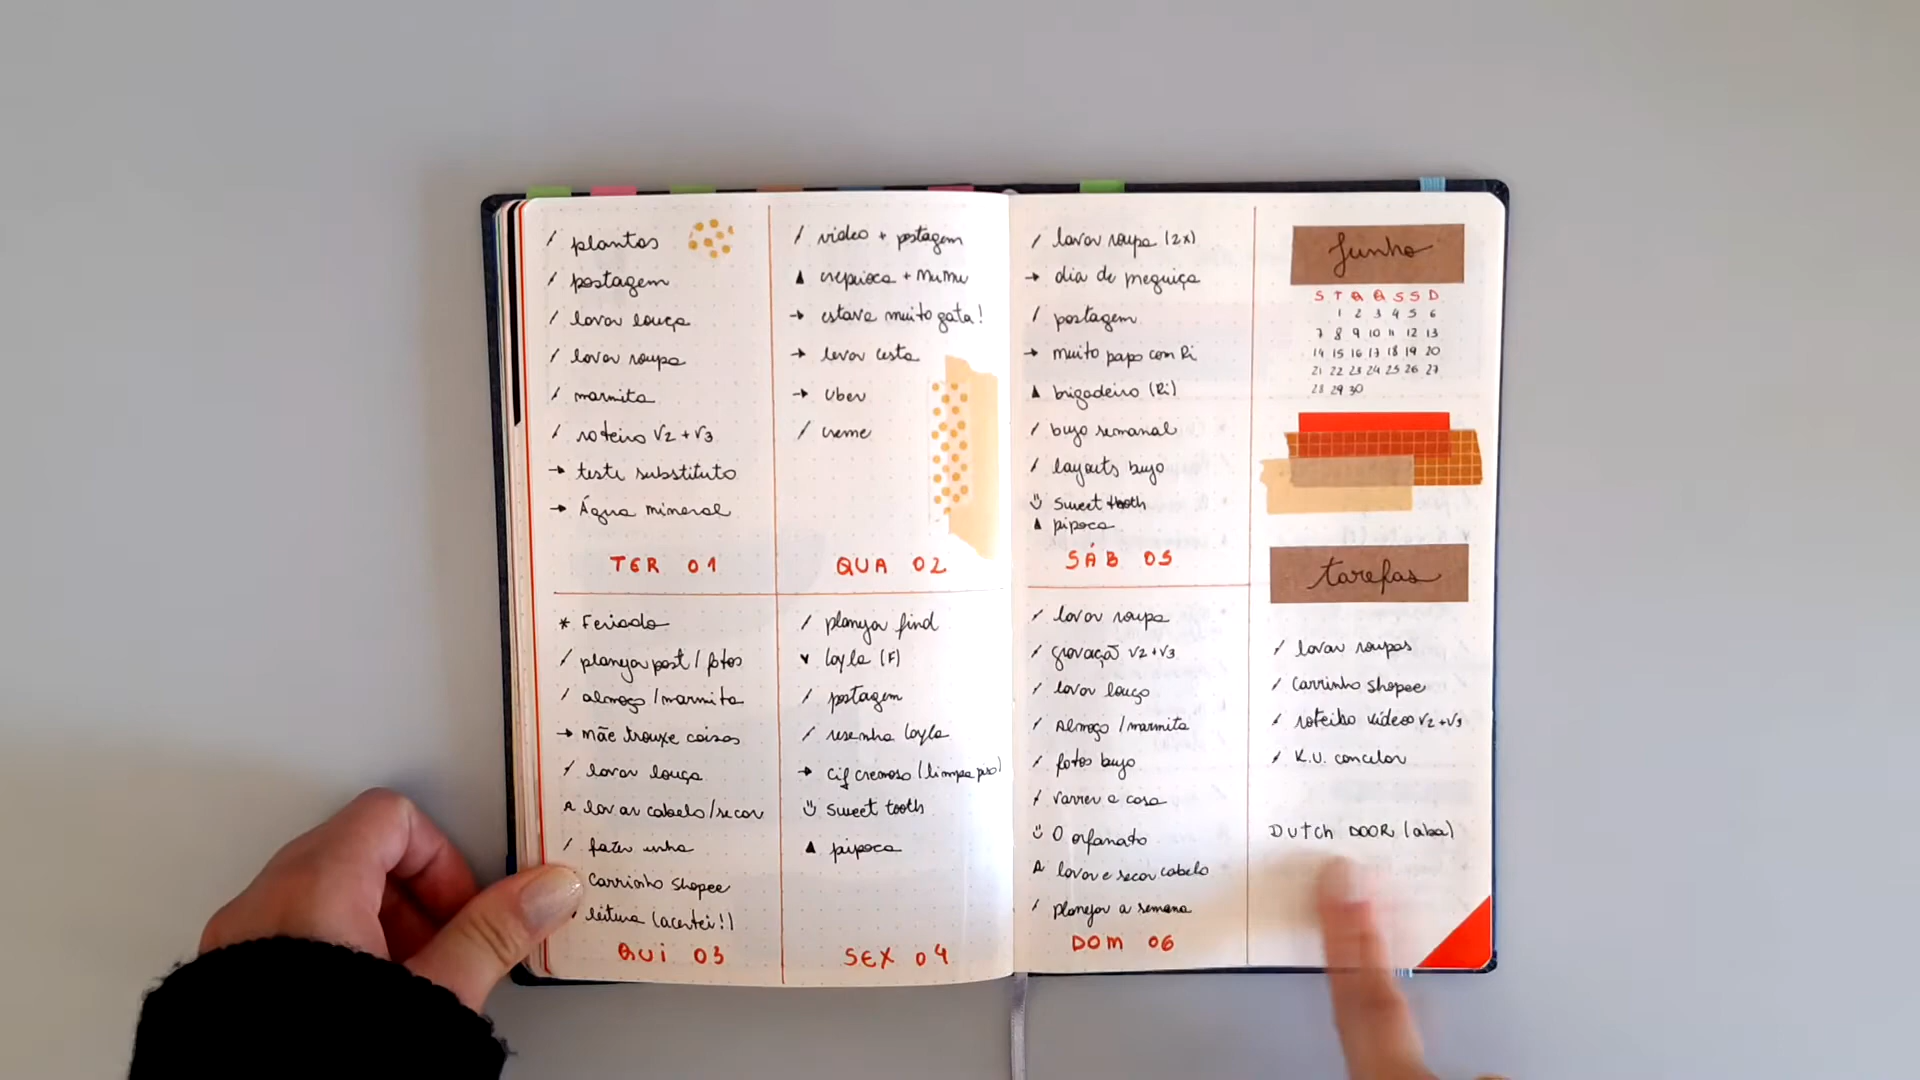 plantas
postagem
lavar louça
lavar roupa
marmita
roteiro V2 + V3
teste substituto
Água mineral
TER 01
video + postagem
crepioca + Mumu
estava muito gata!
levar cesta
Uber
creme
QUA 02
* Feriado
planejar post / fotos
almoço / marmita
mãe trouxe coisas
lavar louça
A lavar cabelo / secar
fazer unha
Carrinho Shopee
leitura (acertei!)
QUI 03
planejar find
Layla (F)
postagem
resenha Layla
cif cremoso (limpa piso)
sweet tooth
pipoca
SEX 04
lavar roupa (2x)
dia de preguiça
postagem
muito papo com Ri
brigadeiro (Ri)
bujo semanal
layouts bujo
Sweet tooth
pipoca
SÁB 05
lavar roupa
gravação V2 + V3
lavar louça
Almoço / marmita
fotos bujo
varrer a casa
O orfanato
A lavar e secar cabelo
planejar a semana
DOM 06
Junho
S T Q Q S S D
1 2 3 4 5 6
7 8 9 10 11 12 13
14 15 16 17 18 19 20
21 22 23 24 25 26 27
28 29 30
tarefas
lavar roupas
Carrinho Shopee
roteiro vídeos V2 + V3
K.U. cancelar
DUTCH DOOR (aba)